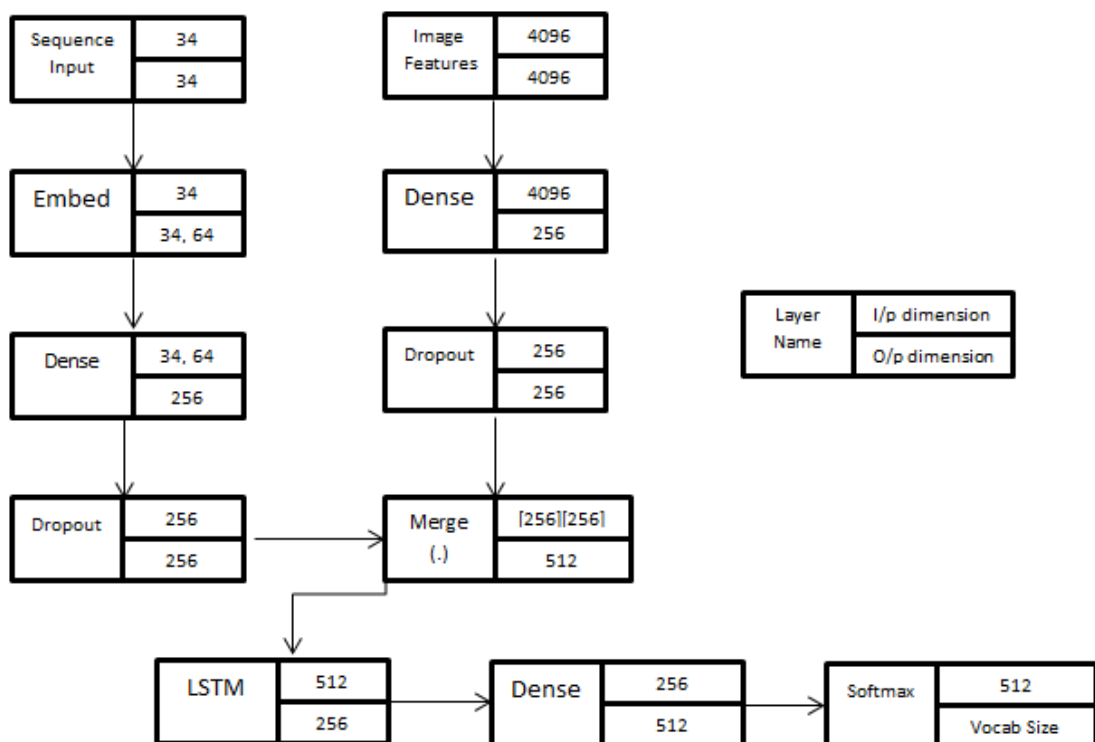 Sequence Input
34
34
Image Features
4096
4096
Embed
34
34, 64
Dense
4096
256
Layer Name
I/p dimension
O/p dimension
Dense
34, 64
256
Dropout
256
256
Dropout
256
256
Merge (.)
[256][256]
512
LSTM
512
256
Dense
256
512
Softmax
512
Vocab Size